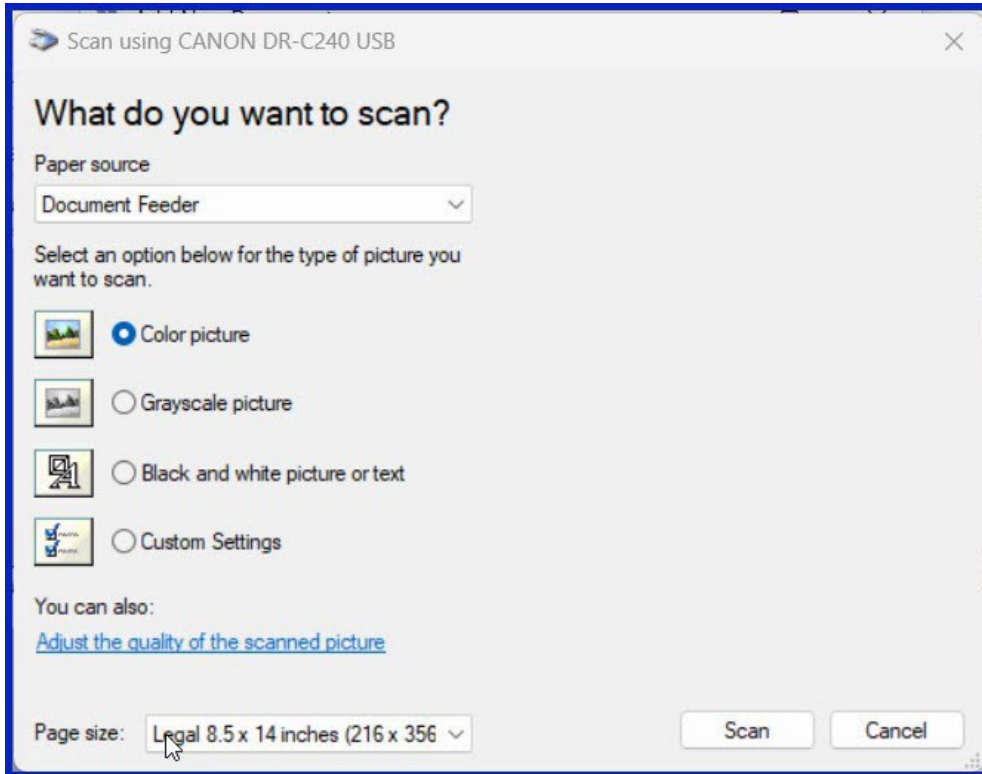 Scan using CANON DR-C240 USB
What do you want to scan?
Paper source
Document Feeder
Select an option below for the type of picture you
want to scan.
Color picture
Grayscale picture
Black and white picture or text
Custom Settings
You can also:
Adjust the quality of the scanned picture
Page size: Legal 8.5 x 14 inches (216 x 356
Scan Cancel